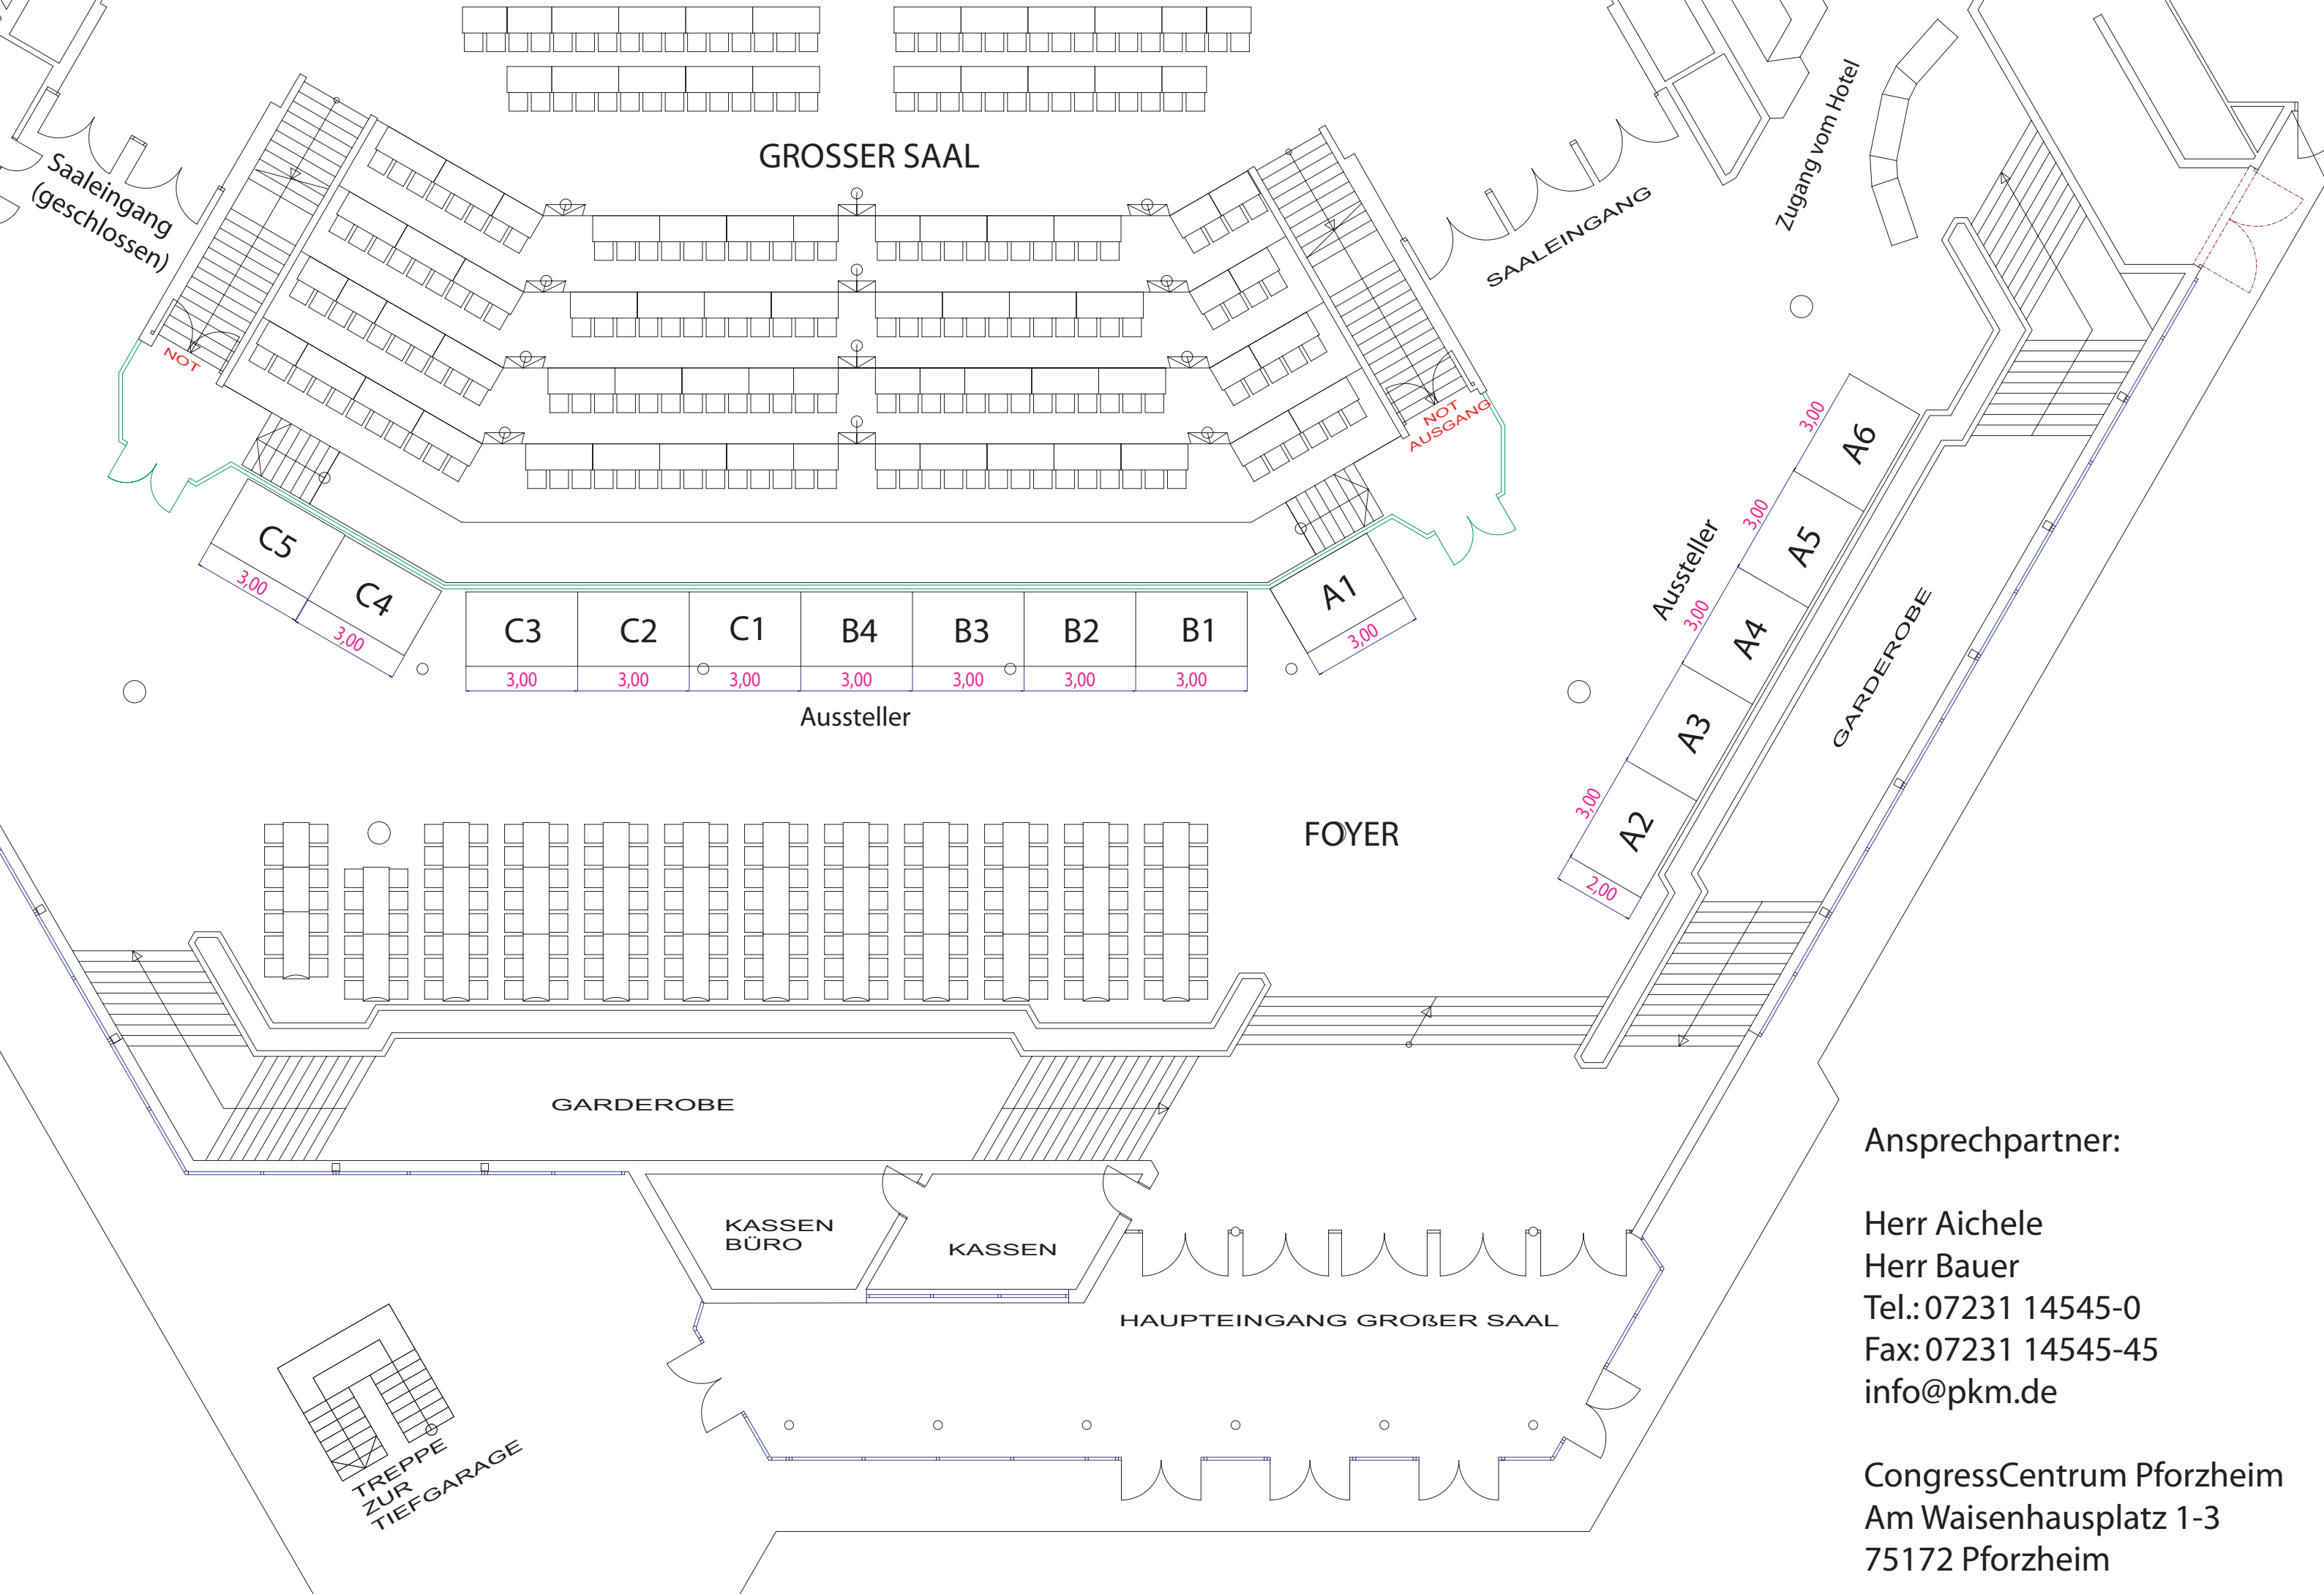 GROSSER SAAL
Saaleingang
(geschlossen)
Zugang vom Hotel
SAALEINGANG
NOT
NOT
AUSGANG
C5
3,00
C4
3,00
C3
C2
C1
B4
B3
B2
B1
3,00
3,00
3,00
3,00
3,00
3,00
3,00
Aussteller
A1
3,00
A6
3,00
A5
3,00
Aussteller
A4
3,00
A3
A2
3,00
2,00
GARDEROBE
FOYER
GARDEROBE
KASSEN
BÜRO
KASSEN
HAUPTEINGANG GROßER SAAL
TREPPE
ZUR
TIEFGARAGE
Ansprechpartner:
Herr Aichele
Herr Bauer
Tel.: 07231 14545-0
Fax: 07231 14545-45
info@pkm.de
CongressCentrum Pforzheim
Am Waisenhausplatz 1-3
75172 Pforzheim